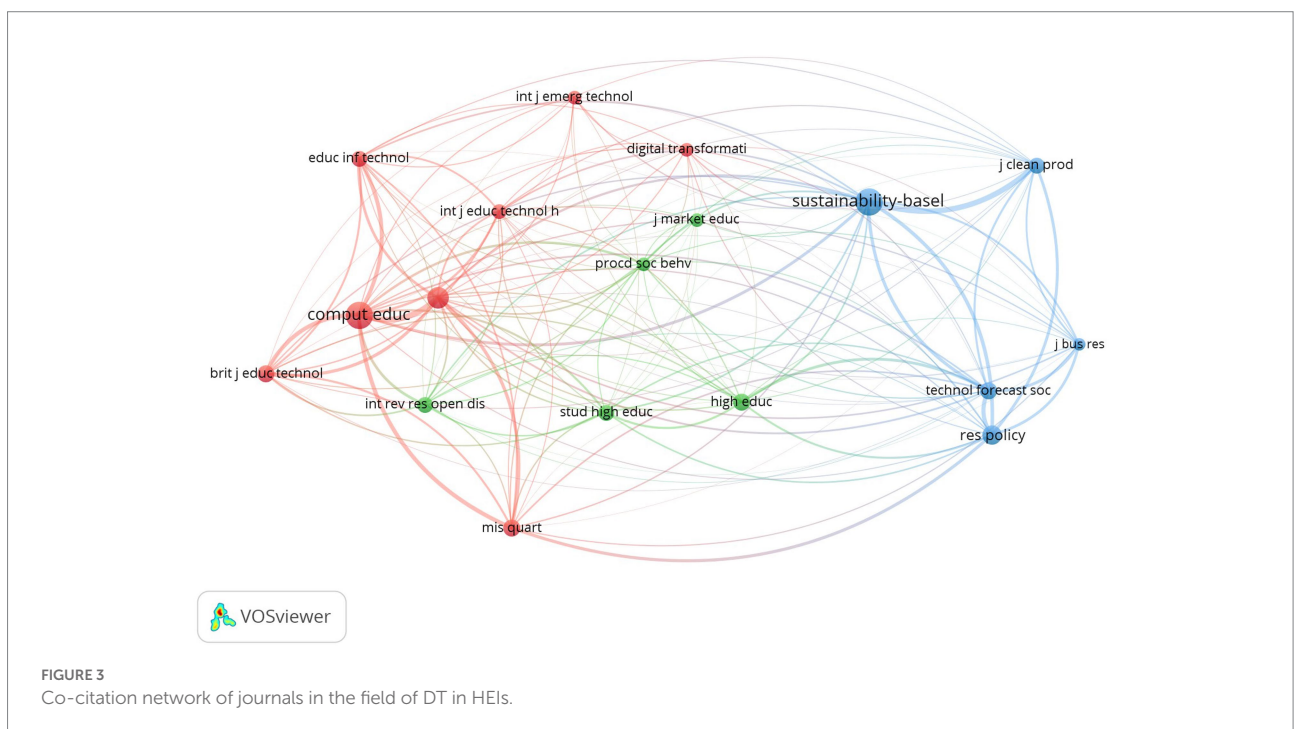 int j emerg technol
digital transformati
educ inf technol
j clean prod
sustainability-basel
int j educ technol h
j market educ
procd soc behv
comput educ
j bus res
brit j educ technol
technol forecast soc
int rev res open dis
high educ
stud high educ
res policy
mis quart
VOSviewer
FIGURE 3
Co-citation network of journals in the field of DT in HEIs.